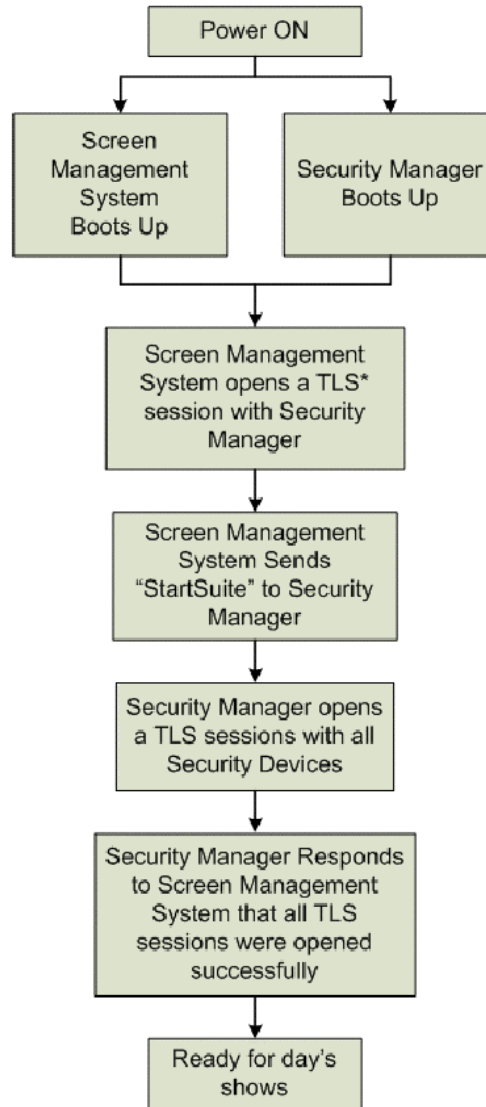 Power ON
Screen
Management
System
Boots Up
Security Manager
Boots Up
Screen Management
System opens a TLS*
session with Security
Manager
Screen Management
System Sends
“StartSuite” to Security
Manager
Security Manager opens
a TLS sessions with all
Security Devices
Security Manager Responds
to Screen Management
System that all TLS
sessions were opened
successfully
Ready for day’s
shows